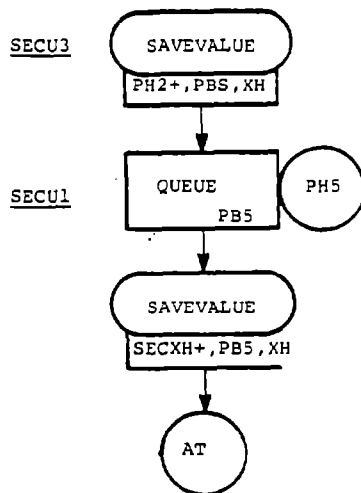 SECU3
SAVEVALUE
PH2+,PBS,XH
SECU1
QUEUE
PH5
PB5
SAVEVALUE
SECXH+,PB5,XH
AT